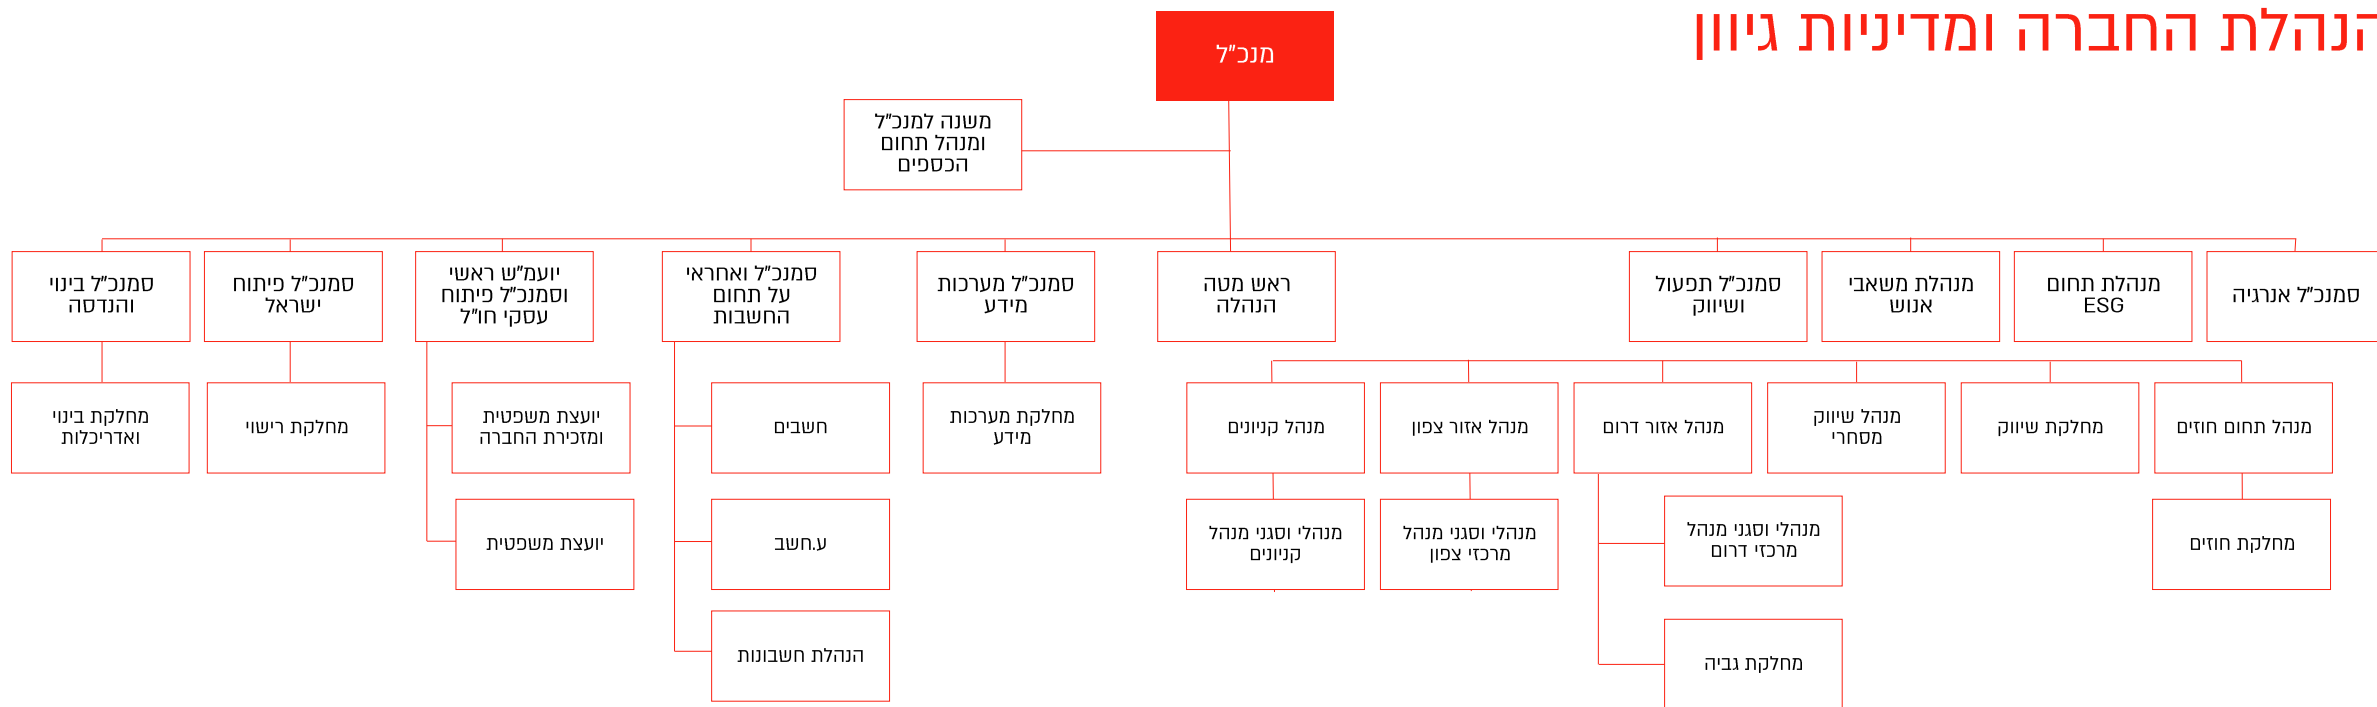 הנהלת החברה ומדיניות גיוון
מנכ"ל
משנה למנכ"ל
ומנהל תחום
הכספים
סמנכ"ל אנרגיה
מנהלת תחום
ESG
מנהלת משאבי
אנוש
סמנכ"ל תפעול
ושיווק
ראש מטה
הנהלה
סמנכ"ל מערכות
מידע
סמנכ"ל ואחראי
על תחום
החשבות
יועמ"ש ראשי
וסמנכ"ל פיתוח
עסקי חו"ל
סמנכ"ל פיתוח
ישראל
סמנכ"ל בינוי
והנדסה
מנהל תחום חוזים
מחלקת שיווק
מנהל שיווק
מסחרי
מנהל אזור דרום
מנהל אזור צפון
מנהל קניונים
מחלקת מערכות
מידע
חשבים
יועצת משפטית
ומזכירת החברה
מחלקת רישוי
מחלקת בינוי
ואדריכלות
מחלקת חוזים
מנהלי וסגני מנהל
מרכזי דרום
מנהלי וסגני מנהל
מרכזי צפון
מנהלי וסגני מנהל
קניונים
ע.חשב
יועצת משפטית
מחלקת גביה
הנהלת חשבונות